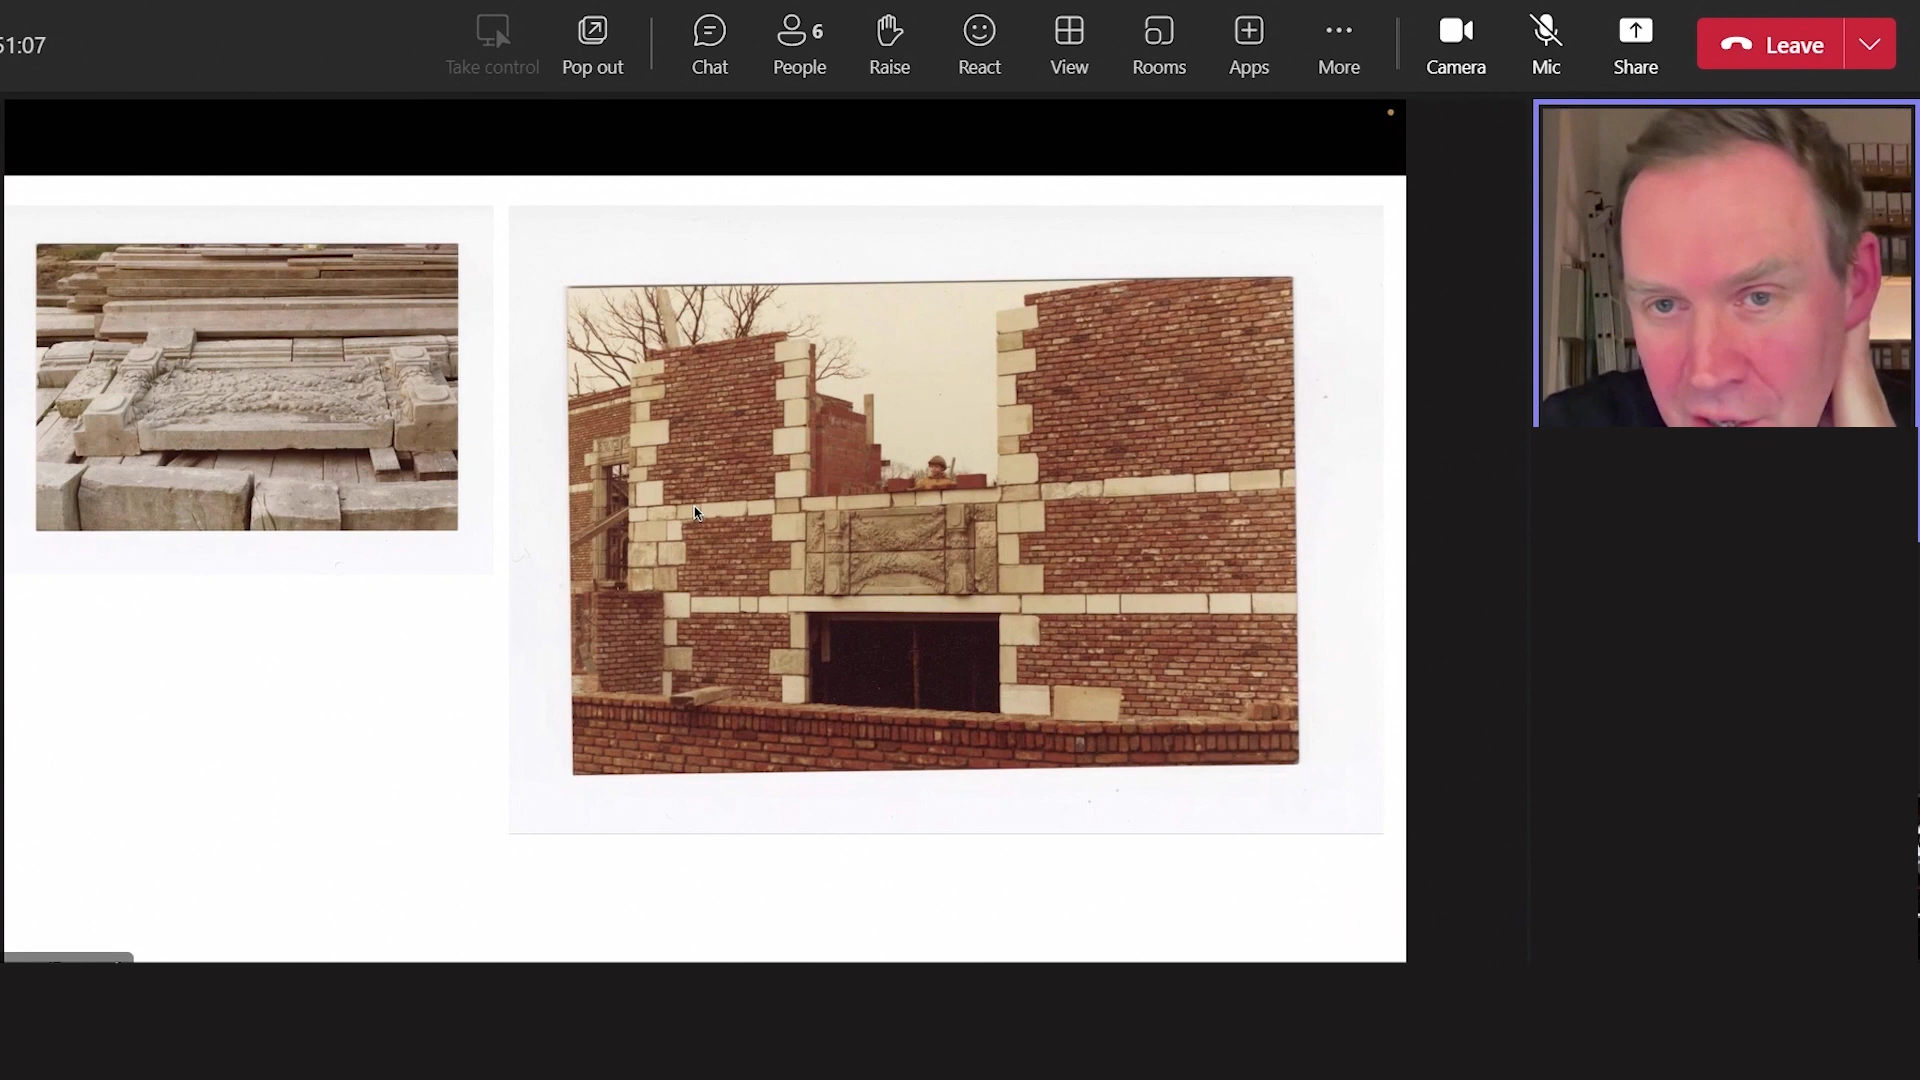 51:07
Take control
Pop out
Chat
People
6
Raise
React
View
Rooms
Apps
More
Camera
Mic
Share
Leave